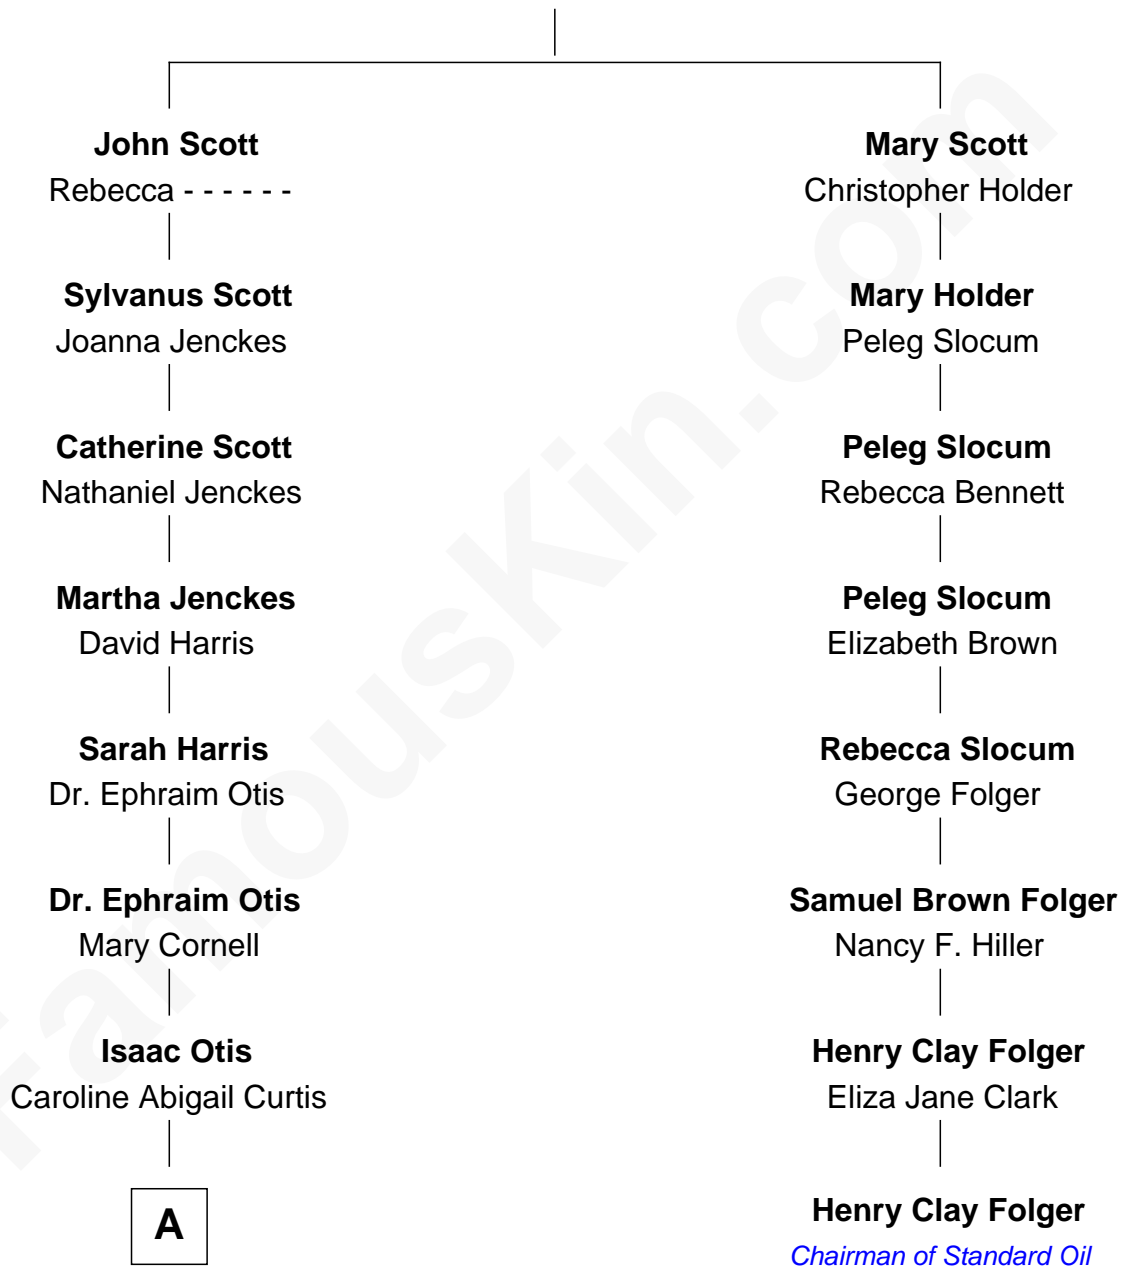 John Scott
Rebecca - - - - - -
Sylvanus Scott
Joanna Jenckes
Catherine Scott
Nathaniel Jenckes
Martha Jenckes
David Harris
Sarah Harris
Dr. Ephraim Otis
Dr. Ephraim Otis
Mary Cornell
Isaac Otis
Caroline Abigail Curtis
A
Mary Scott
Christopher Holder
Mary Holder
Peleg Slocum
Peleg Slocum
Rebecca Bennett
Peleg Slocum
Elizabeth Brown
Rebecca Slocum
George Folger
Samuel Brown Folger
Nancy F. Hiller
Henry Clay Folger
Eliza Jane Clark
Henry Clay Folger
Chairman of Standard Oil
FamousKin.com